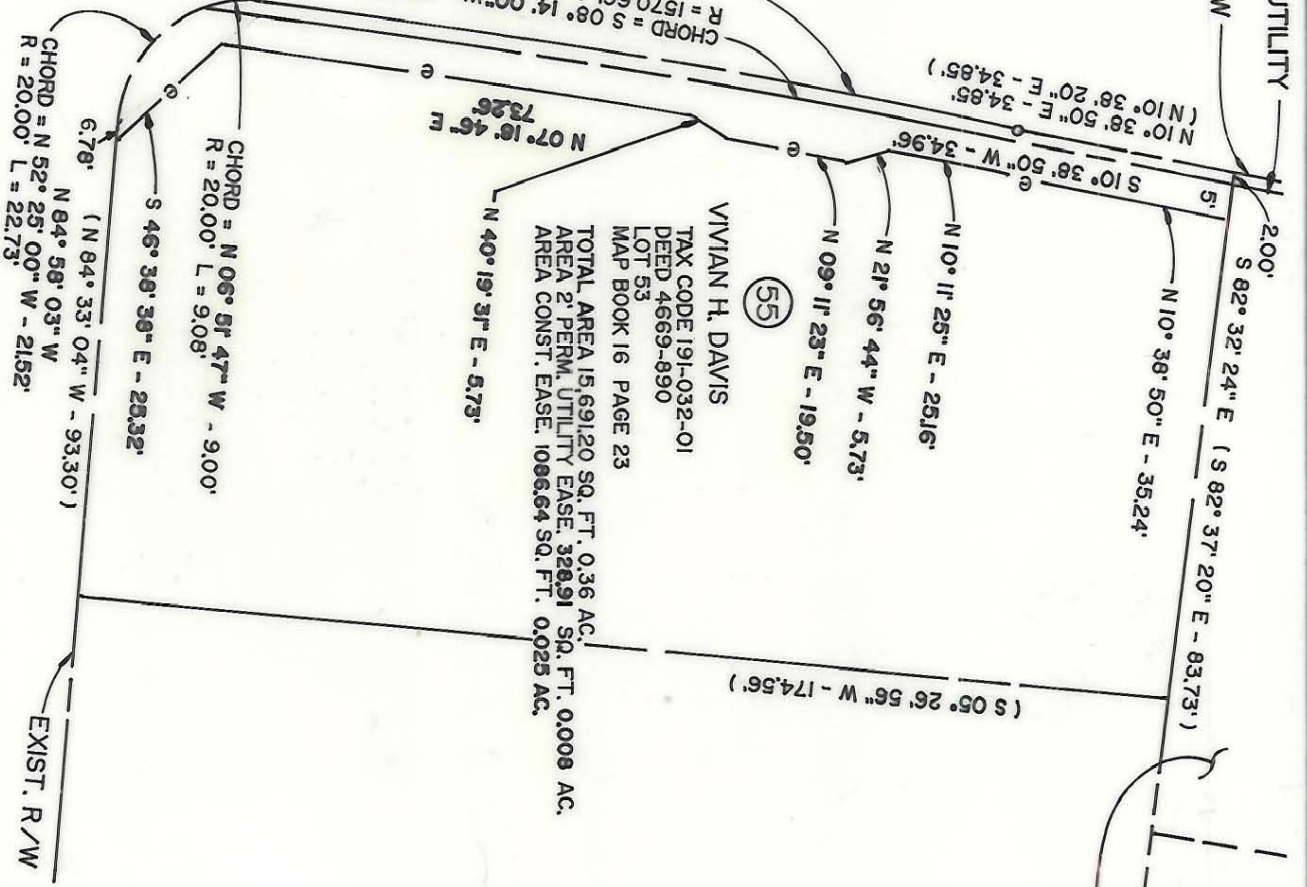 UTILITY
W
2.00'
S 82° 32' 24" E ( S 82° 37' 20" E - 83.73' )
5'
N 10° 38' 50" E - 35.24'
( N 10° 38' 20" E - 34.85' )
N 10° 38' 50" E - 34.85'
S 10° 38' 50" W - 34.96'
e
N 10° 11' 25" E - 25.16'
N 21° 56' 44" W - 5.73'
N 09° 11' 23" E - 19.50'
e
55
VIVIAN H. DAVIS
TAX CODE 191-032-01
DEED 4669-890
LOT 53
MAP BOOK 16 PAGE 23
TOTAL AREA 15,691.20 SQ. FT. 0.36 AC.
AREA 2' PERM. UTILITY EASE. 328.91 SQ. FT. 0.008 AC.
AREA CONST. EASE. 1086.64 SQ. FT. 0.025 AC.
CHORD = S 08° 14' 00" W
R = 1570
N 07° 18' 46" E
73.26'
e
N 40° 19' 31" E - 5.73'
( S 05° 26' 56" W - 174.56' )
CHORD = N 06° 51' 47" W - 9.00'
R = 20.00' L = 9.08'
e
S 46° 38' 38" E - 25.32'
6.78'
( N 84° 33' 04" W - 93.30' )
N 84° 58' 03" W
CHORD = N 52° 25' 00" W - 21.52'
R = 20.00' L = 22.73'
EXIST. R/W